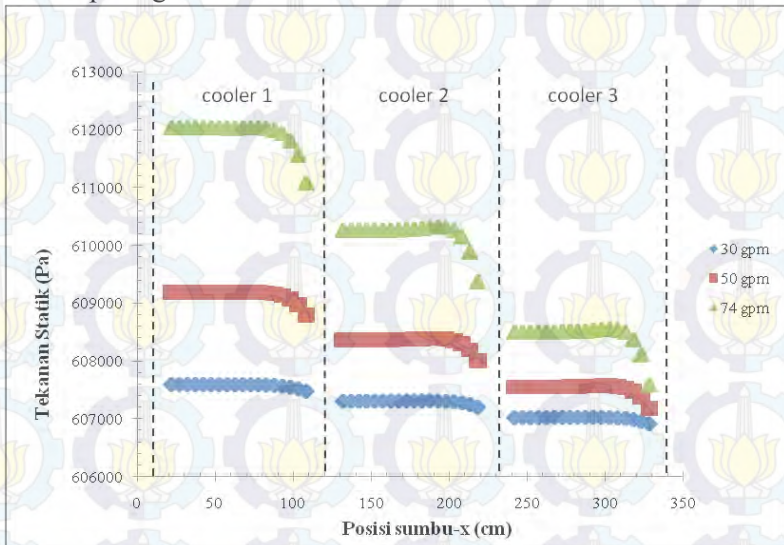 613000
612000
611000
610000
609000
608000
607000
606000
Tekanan Statik (Pa)
cooler 1
cooler 2
cooler 3
30 gpm
50 gpm
74 gpm
0
50
100
150
200
250
300
350
Posisi sumbu-x (cm)